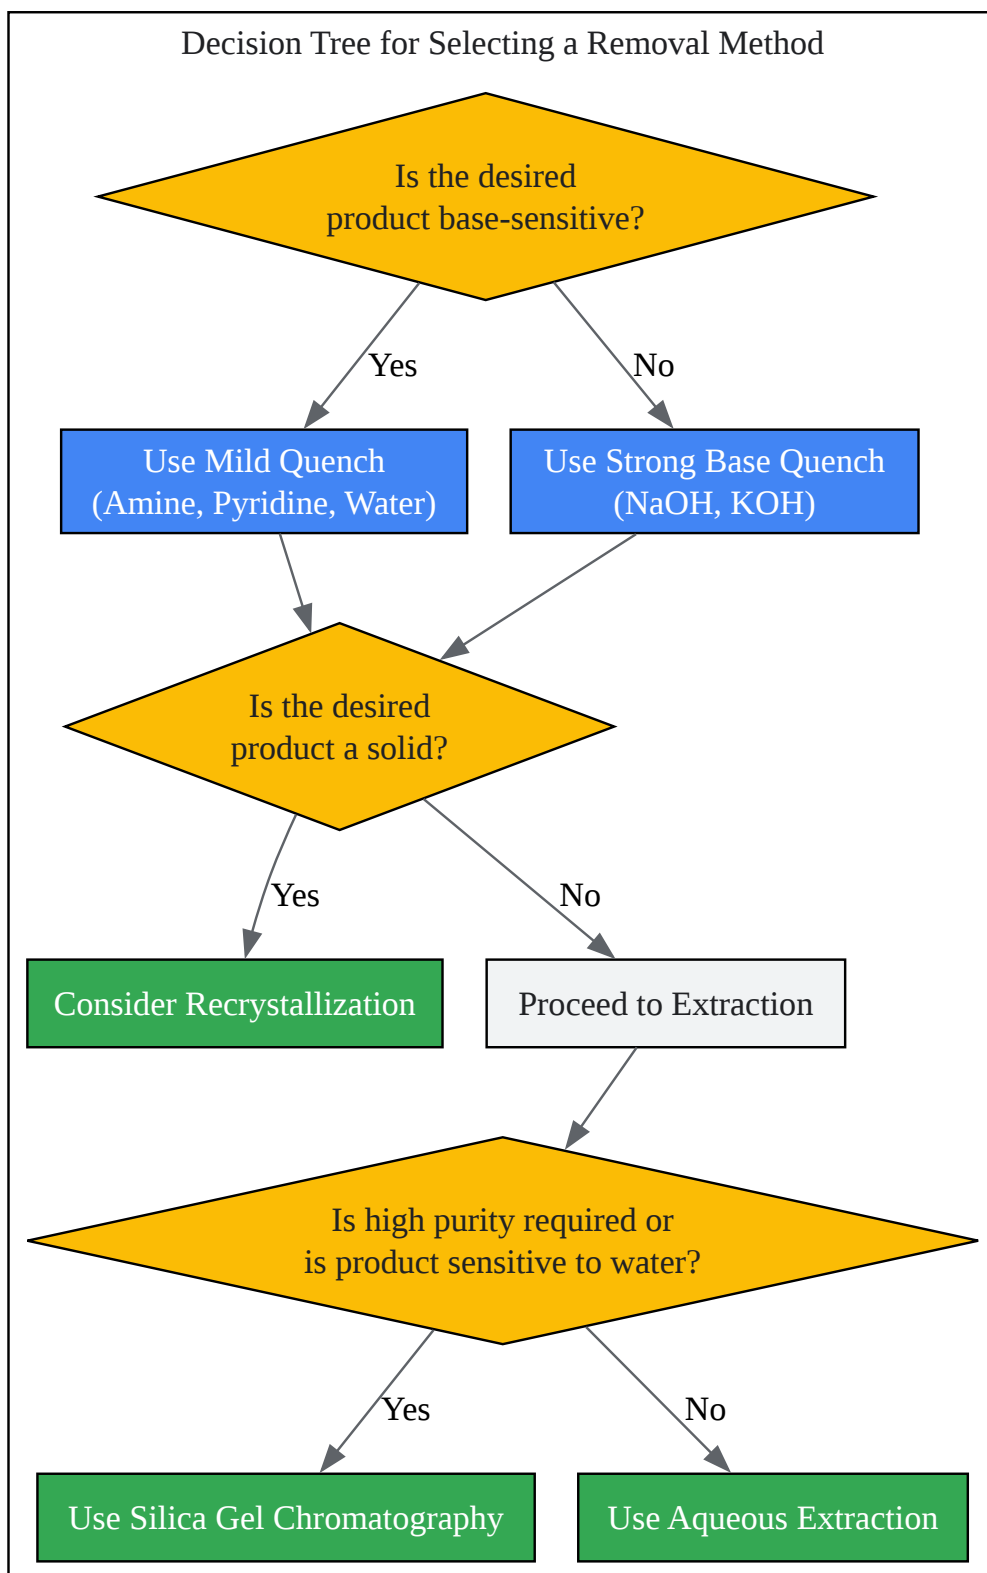 Decision Tree for Selecting a Removal Method
Is the desired
product base-sensitive?
Yes
No
Use Mild Quench
(Amine, Pyridine, Water)
Use Strong Base Quench
(NaOH, KOH)
Is the desired
product a solid?
Yes
No
Consider Recrystallization
Proceed to Extraction
Is high purity required or
is product sensitive to water?
Yes
No
Use Silica Gel Chromatography
Use Aqueous Extraction